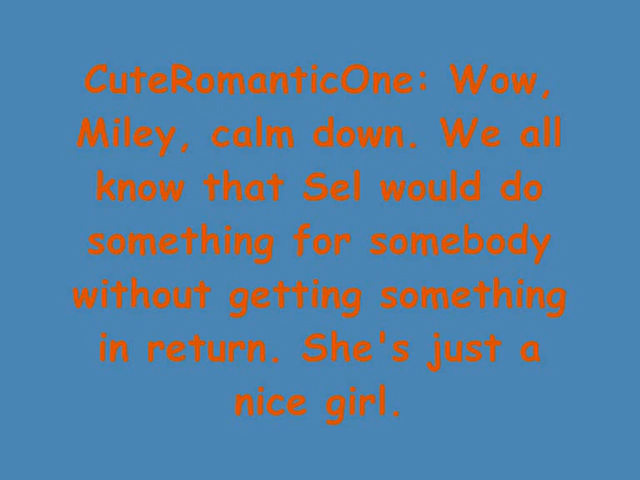 CuteRomanticOne: Wow,
Miley, calm down. We all
know that Sel would do
something for somebody
without getting something
in return. She's just a
nice girl.